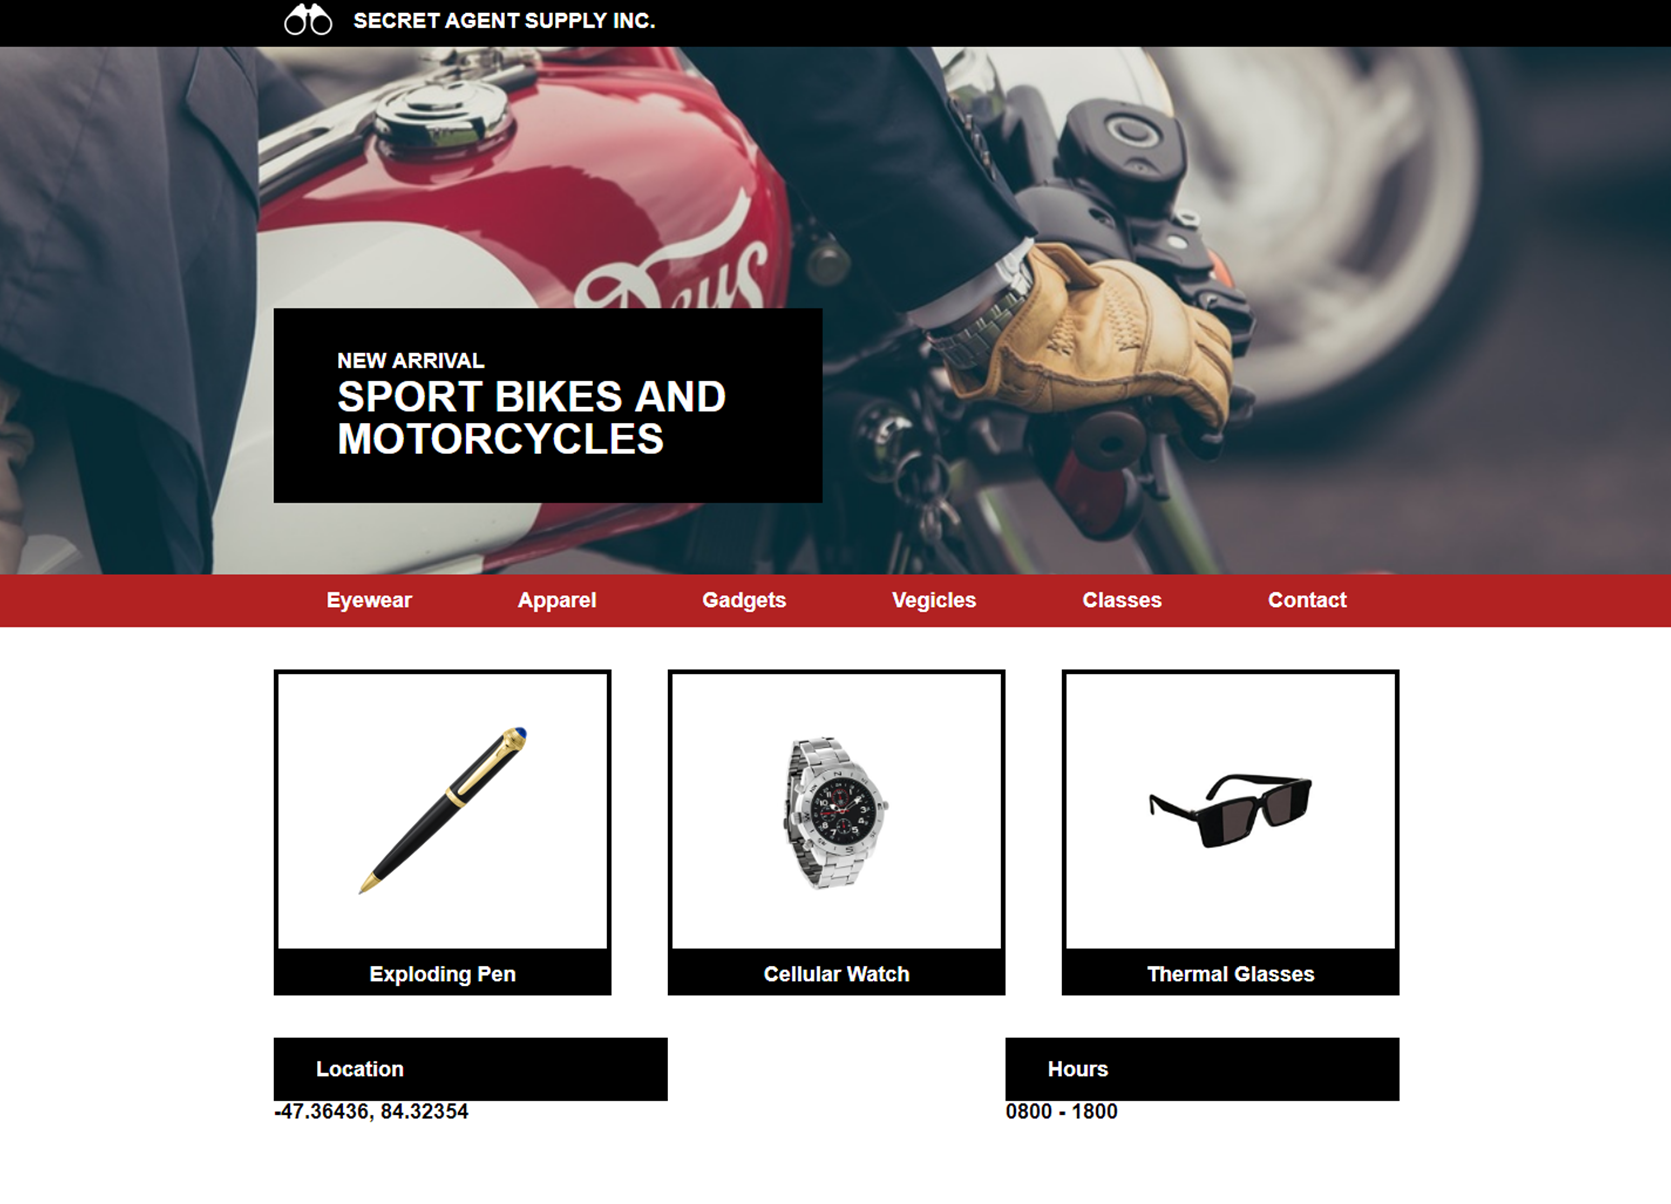 SECRET AGENT SUPPLY INC.
Deus
NEW ARRIVAL
SPORT BIKES AND
MOTORCYCLES
Eyewear Apparel Gadgets Vegicles Classes Contact
Exploding Pen Cellular Watch Thermal Glasses
Location Hours
-47.36436, 84.32354 0800 - 1800